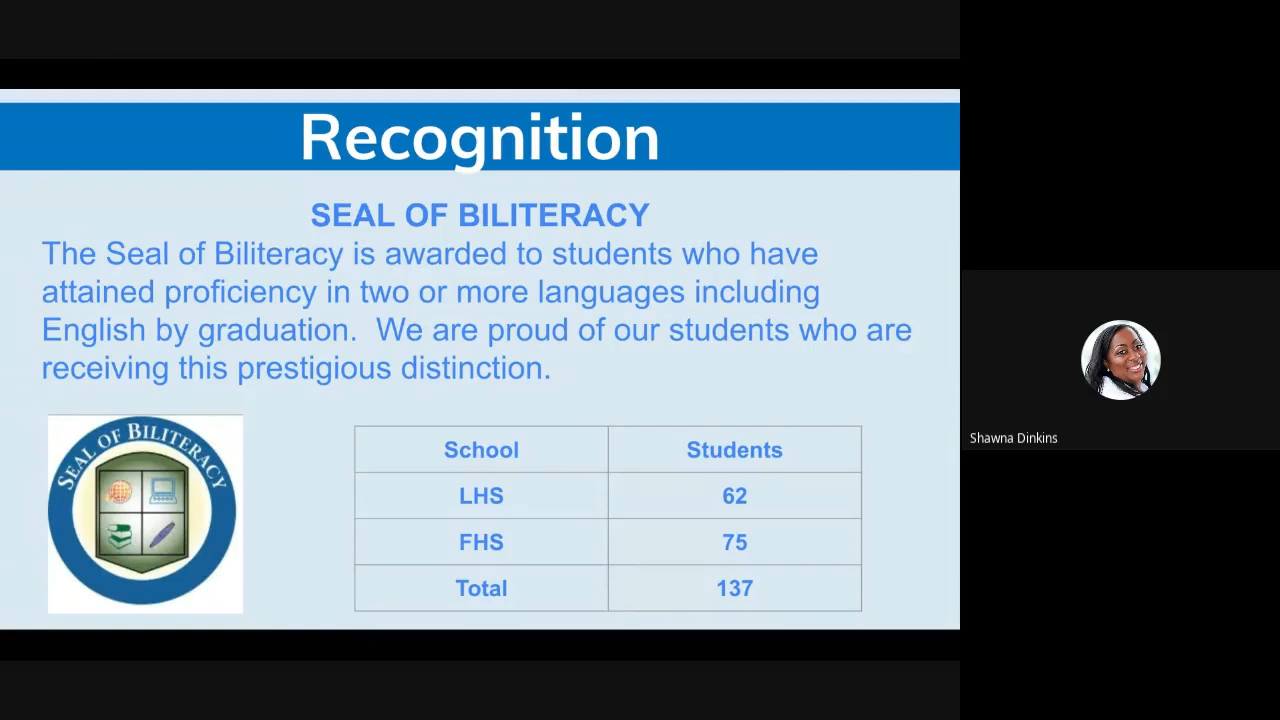 Recognition
SEAL OF BILITERACY
The Seal of Biliteracy is awarded to students who have
attained proficiency in two or more languages including
English by graduation.  We are proud of our students who are
receiving this prestigious distinction.
SEAL OF BILITERACY
School Students
LHS 62
FHS 75
Total 137
Shawna Dinkins